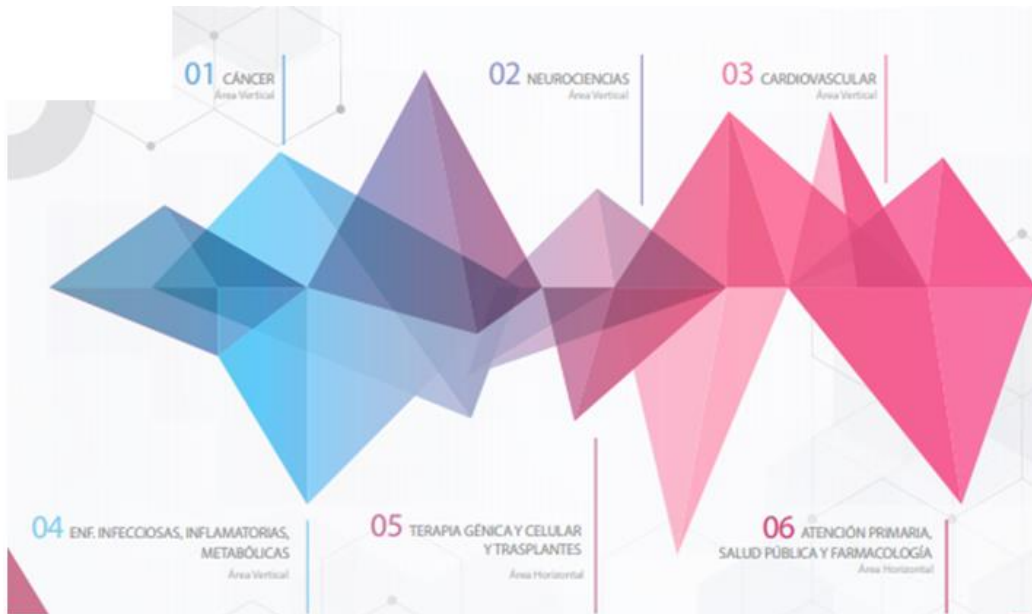 01 CÁNCER
Área Vertical
02 NEUROCIENCIAS
Área Vertical
03 CARDIOVASCULAR
Área Vertical
04 ENF. INFECCIOSAS, INFLAMATORIAS,
METABÓLICAS
Área Vertical
05 TERAPIA GÉNICA Y CELULAR
Y TRASPLANTES
Área Horizontal
06 ATENCIÓN PRIMARIA,
SALUD PÚBLICA Y FARMACOLOGÍA
Área Horizontal